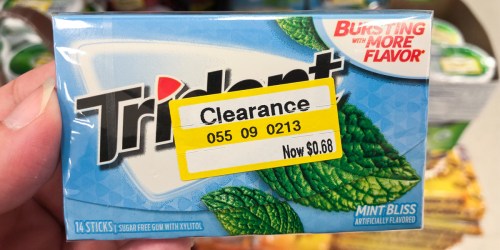 BURSTING
WITH MORE
FLAVOR*
Trident
Clearance
055 09 0213
Now $0.68
MINT BLISS
ARTIFICIALLY FLAVORED
14 STICKS | SUGAR FREE GUM WITH XYLITOL